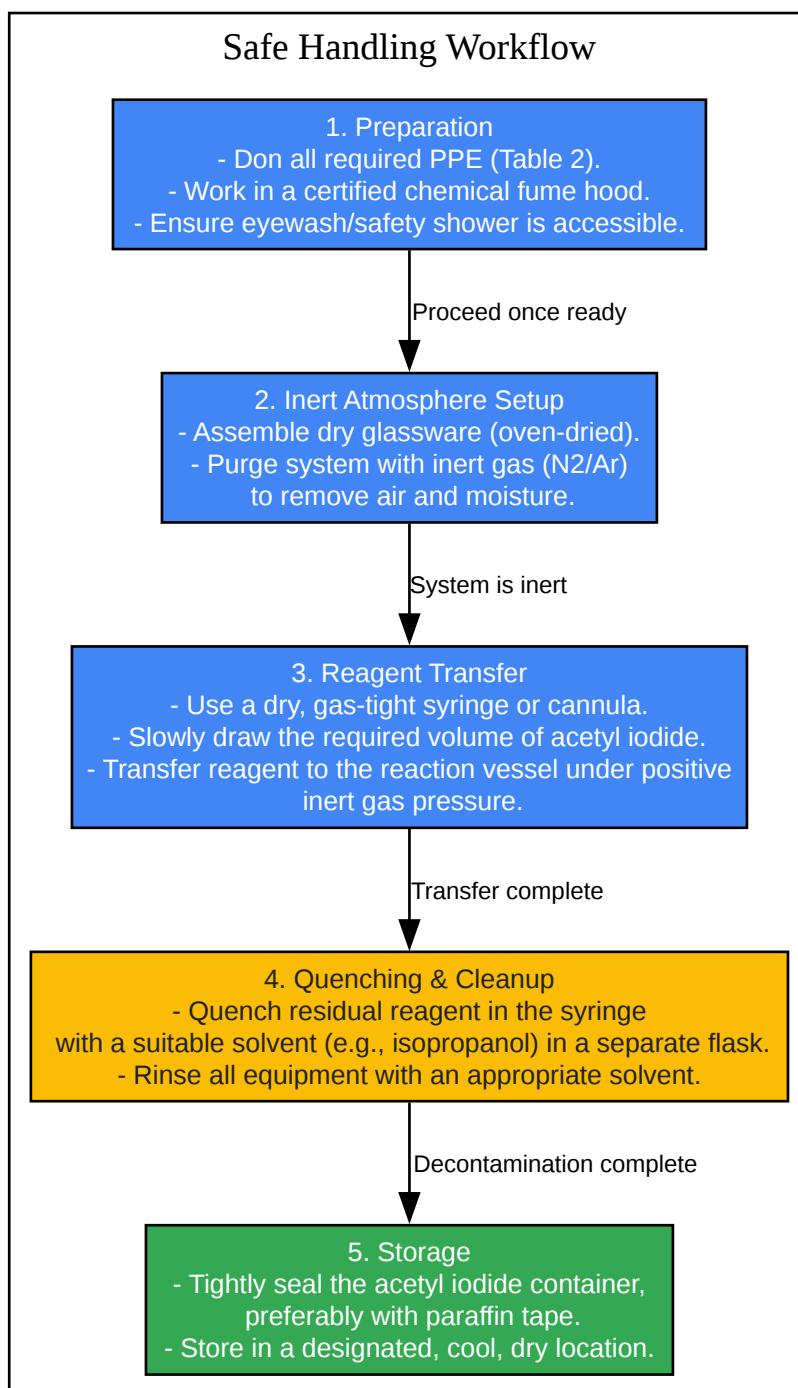 Safe Handling Workflow
1. Preparation
- Don all required PPE (Table 2).
- Work in a certified chemical fume hood.
- Ensure eyewash/safety shower is accessible.
Proceed once ready
2. Inert Atmosphere Setup
- Assemble dry glassware (oven-dried).
- Purge system with inert gas (N2/Ar)
to remove air and moisture.
System is inert
3. Reagent Transfer
- Use a dry, gas-tight syringe or cannula.
- Slowly draw the required volume of acetyl iodide.
- Transfer reagent to the reaction vessel under positive
inert gas pressure.
Transfer complete
4. Quenching & Cleanup
- Quench residual reagent in the syringe
with a suitable solvent (e.g., isopropanol) in a separate flask.
- Rinse all equipment with an appropriate solvent.
Decontamination complete
5. Storage
- Tightly seal the acetyl iodide container,
preferably with paraffin tape.
- Store in a designated, cool, dry location.